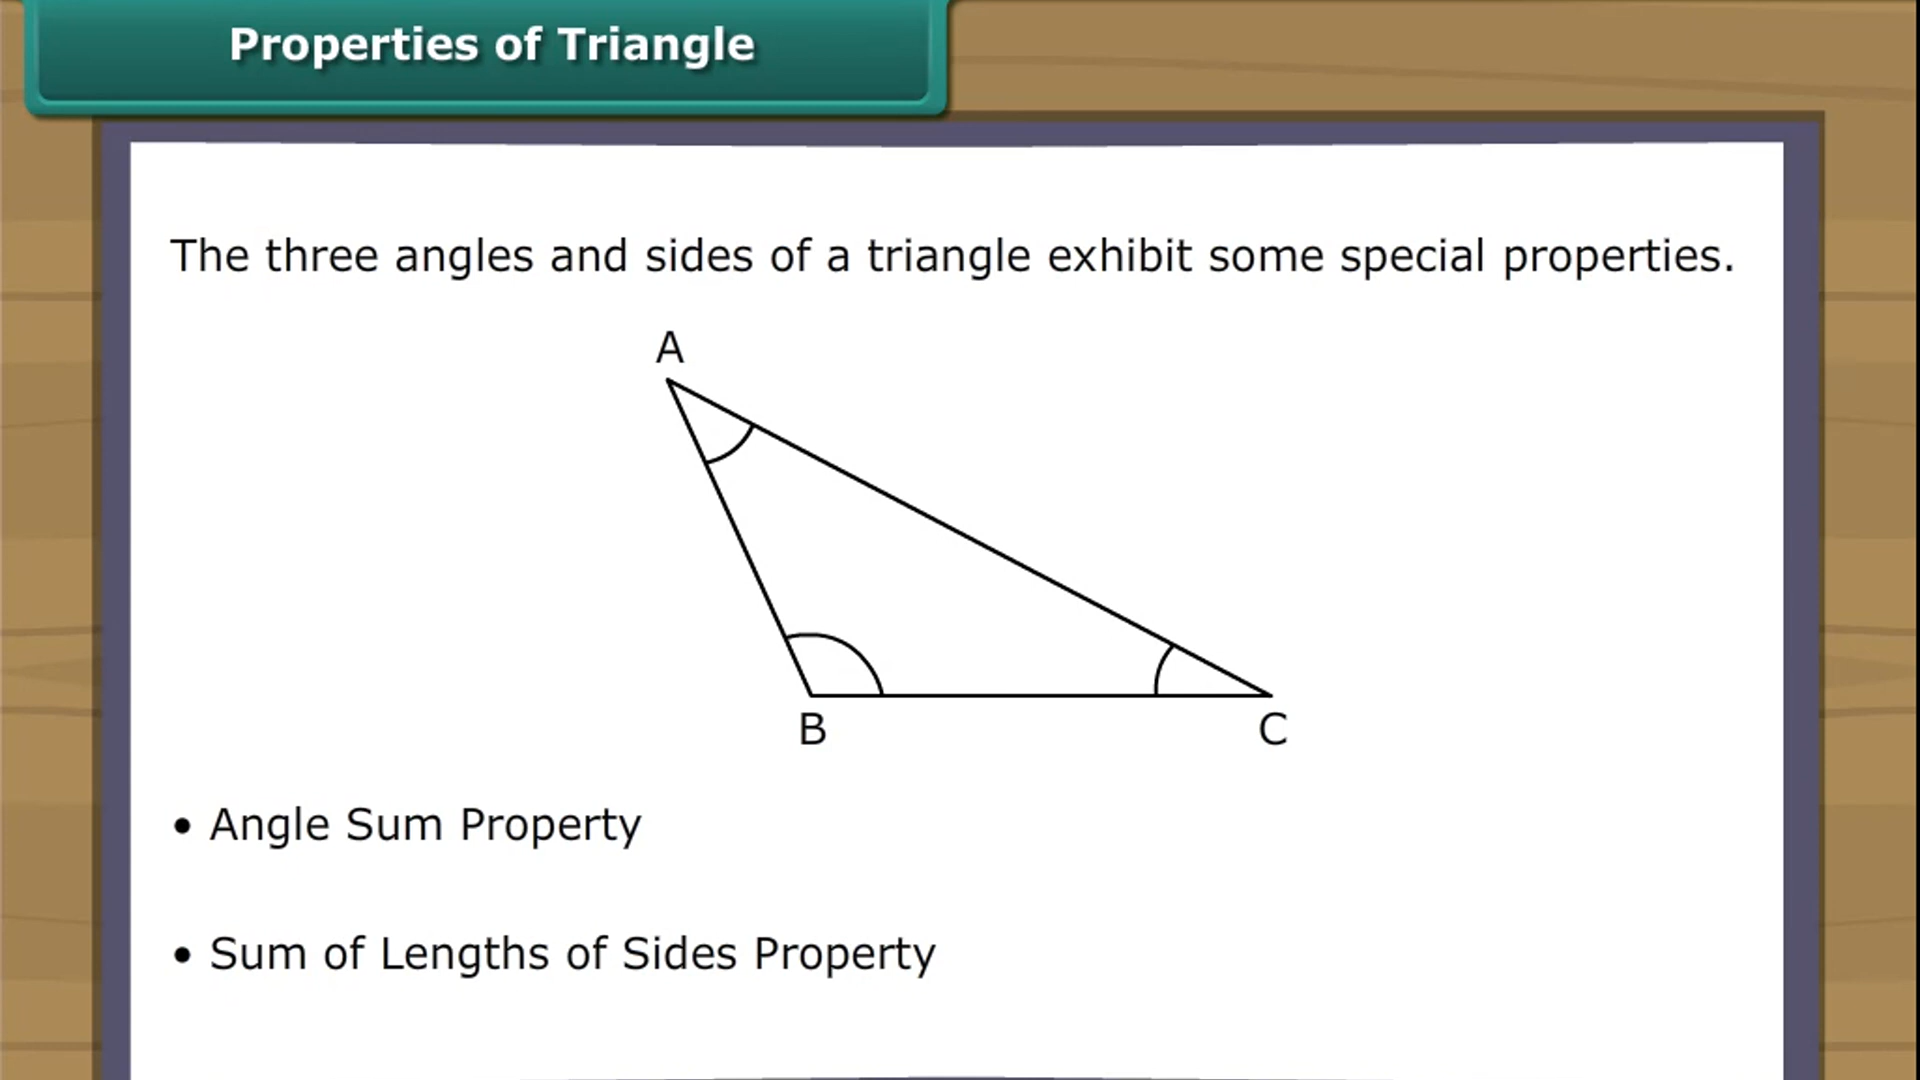 Properties of Triangle
The three angles and sides of a triangle exhibit some special properties.
A
B
C
• Angle Sum Property
• Sum of Lengths of Sides Property